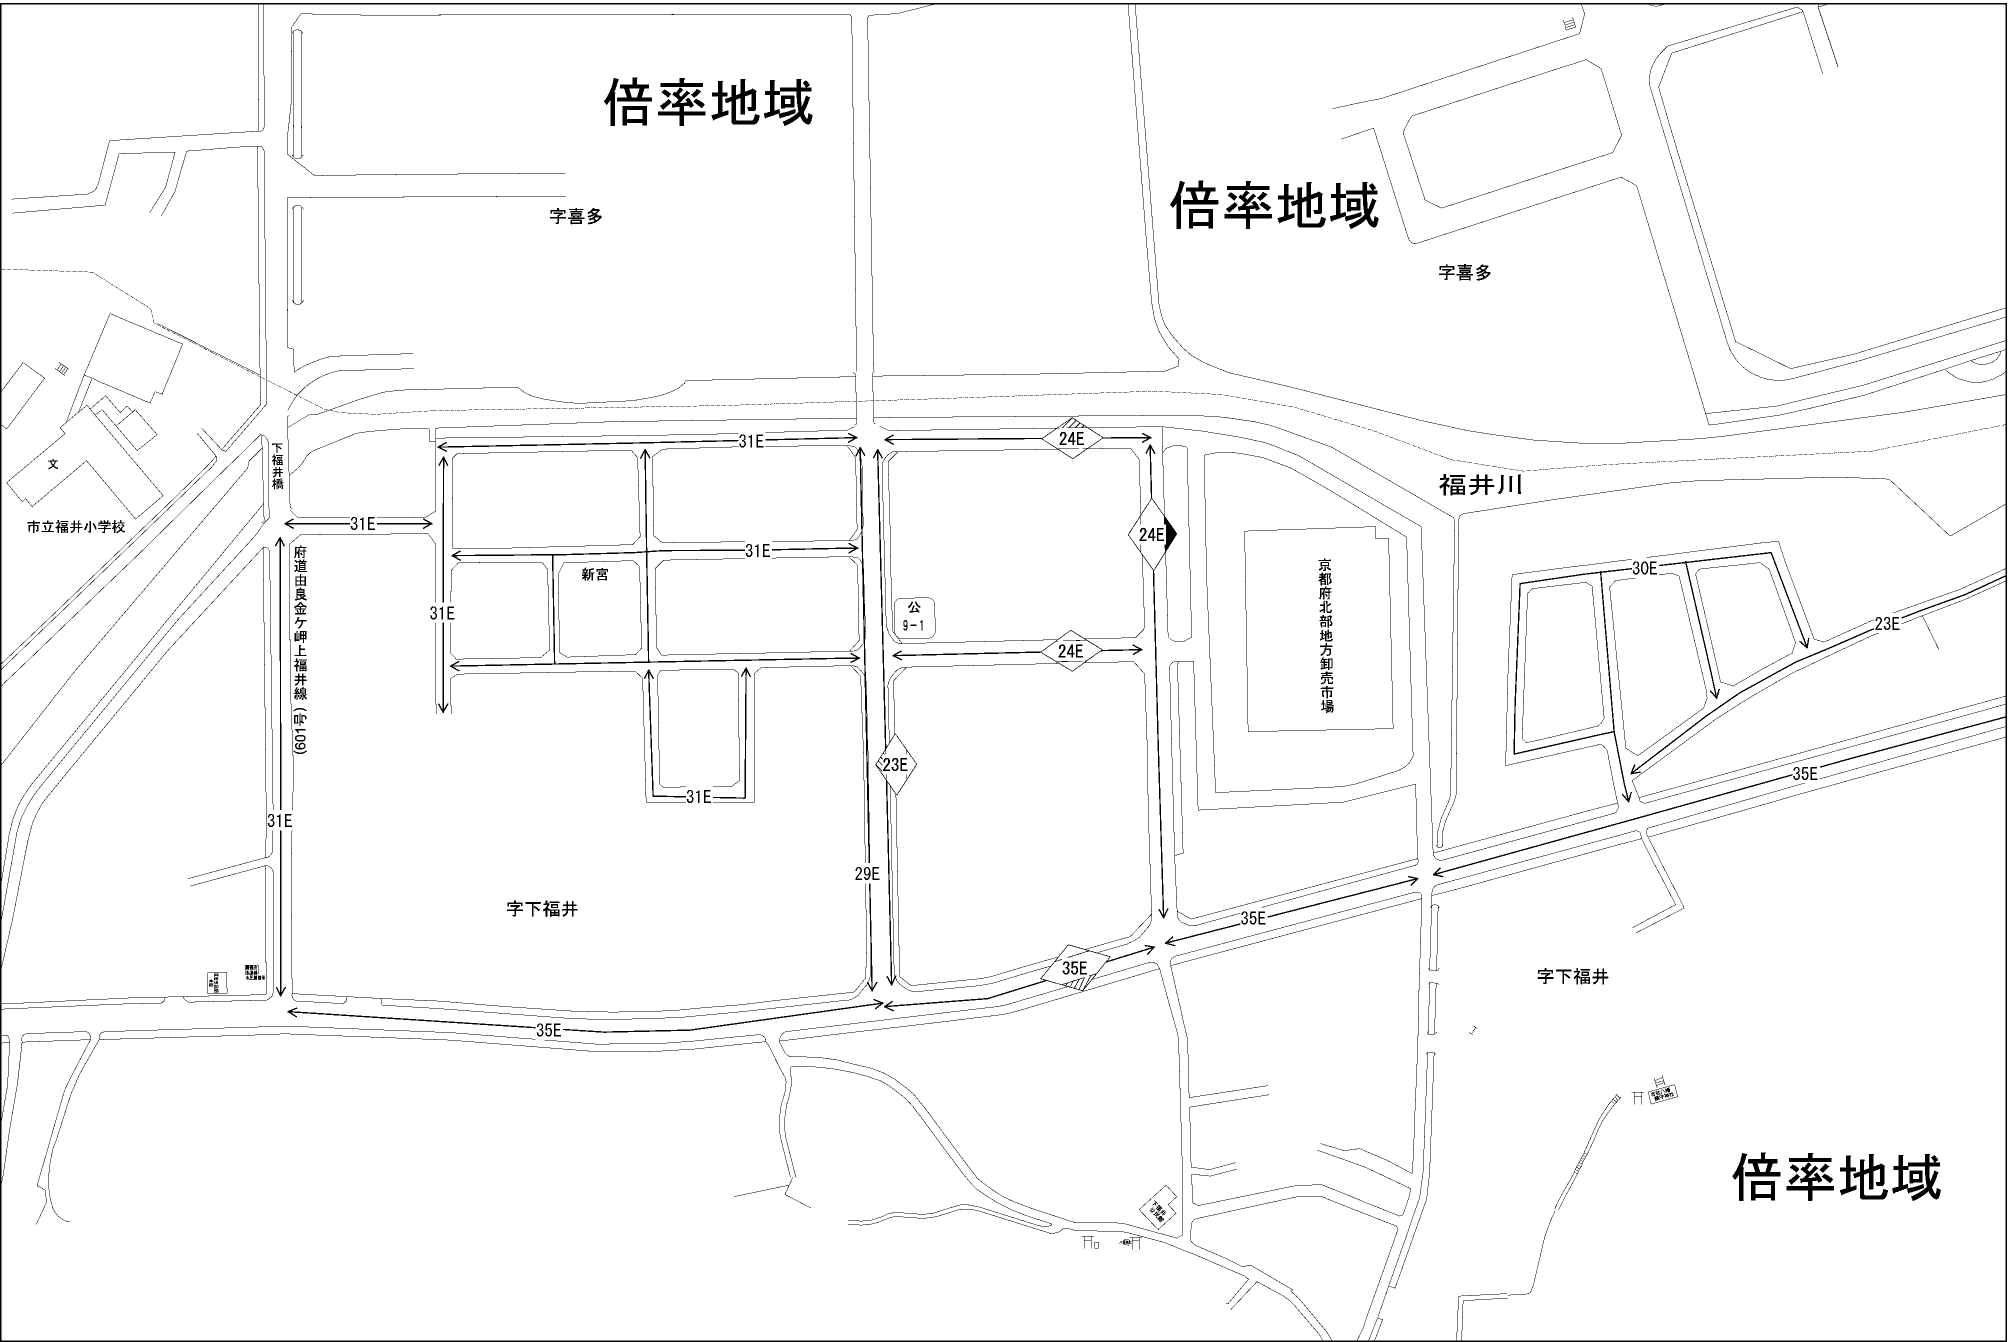 倍率地域
倍率地域
字喜多
字喜多
文
市立福井小学校
下福井橋
31E
24E
福井川
31E
24E
31E
新宮
30E
京都府北部地方卸売市場
府道由良金ケ岬上福井線(601号)
31E
公
9-1
24E
23E
23E
35E
31E
31E
29E
字下福井
35E
35E
字下福井
35E
倍率地域